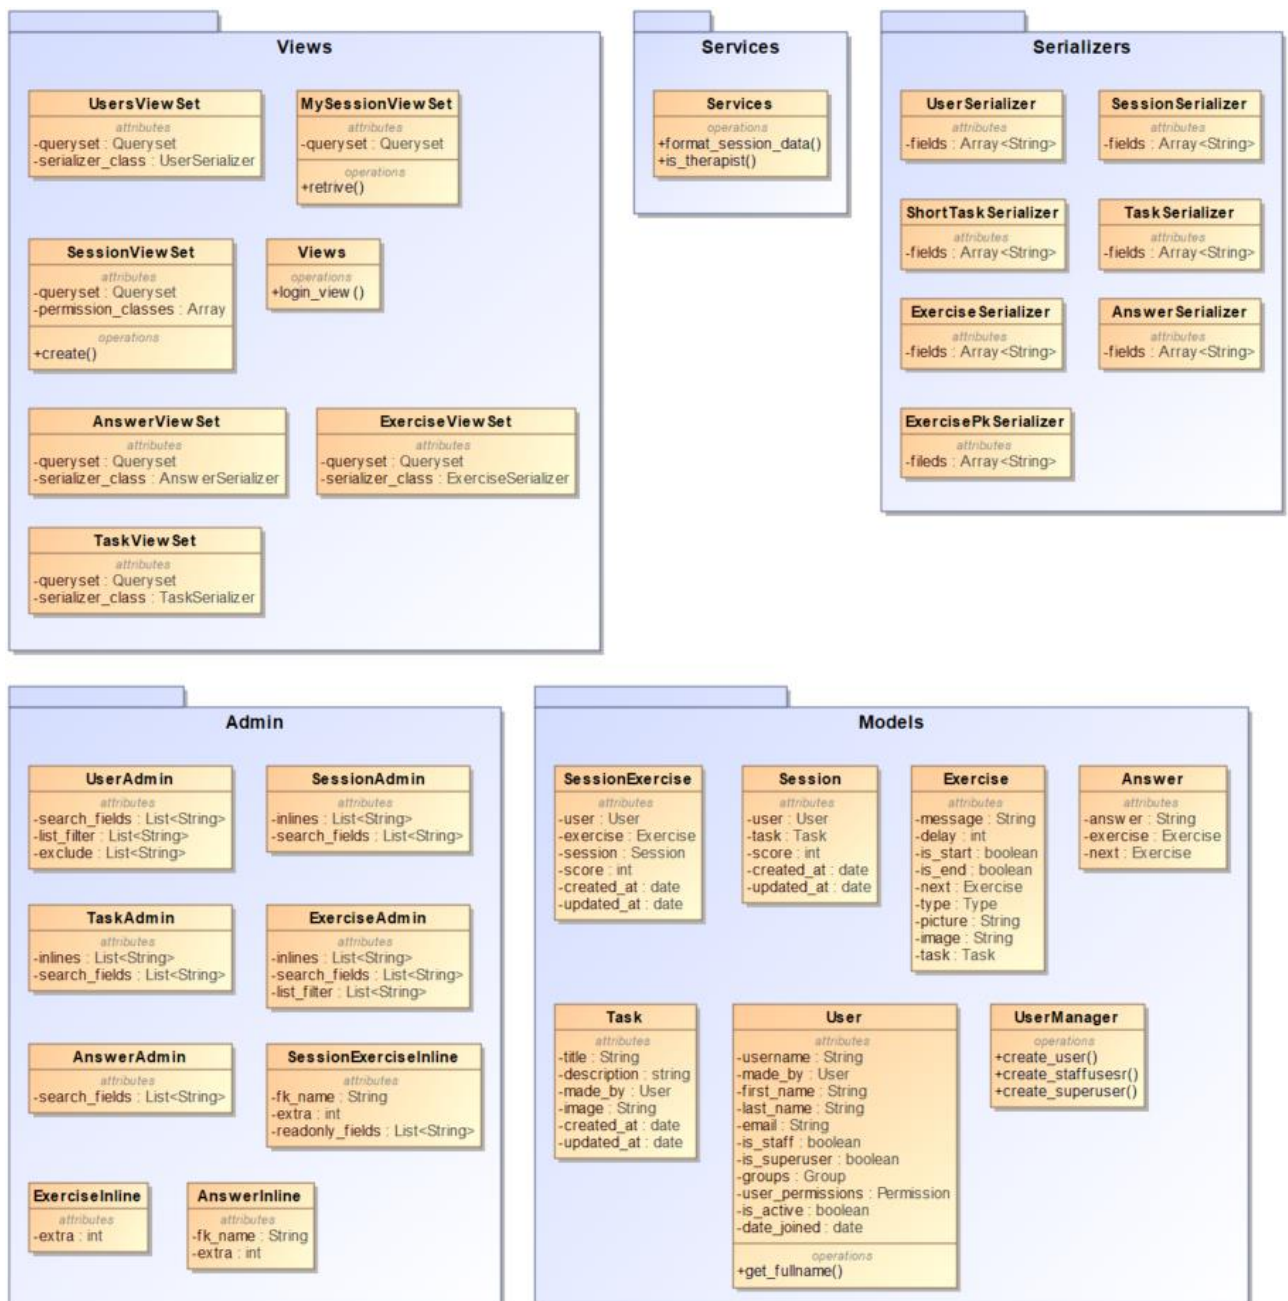 Views
UsersViewSet
attributes
-queryset : Queryset
-serializer_class : UserSerializer
MySessionViewSet
attributes
-queryset : Queryset
operations
+retrive()
SessionViewSet
attributes
-queryset : Queryset
-permission_classes : Array
operations
+create()
Views
operations
+login_view()
AnswerViewSet
attributes
-queryset : Queryset
-serializer_class : AnswerSerializer
ExerciseViewSet
attributes
-queryset : Queryset
-serializer_class : ExerciseSerializer
TaskViewSet
attributes
-queryset : Queryset
-serializer_class : TaskSerializer
Services
Services
operations
+format_session_data()
+is_therapist()
Serializers
UserSerializer
attributes
-fields : Array<String>
SessionSerializer
attributes
-fields : Array<String>
ShortTaskSerializer
attributes
-fields : Array<String>
TaskSerializer
attributes
-fields : Array<String>
ExerciseSerializer
attributes
-fields : Array<String>
AnswerSerializer
attributes
-fields : Array<String>
ExercisePkSerializer
attributes
-fileds : Array<String>
Admin
UserAdmin
attributes
-search_fields : List<String>
-list_filter : List<String>
-exclude : List<String>
SessionAdmin
attributes
-inlines : List<String>
-search_fields : List<String>
TaskAdmin
attributes
-inlines : List<String>
-search_fields : List<String>
ExerciseAdmin
attributes
-inlines : List<String>
-search_fields : List<String>
-list_filter : List<String>
AnswerAdmin
attributes
-search_fields : List<String>
SessionExerciseInline
attributes
-fk_name : String
-extra : int
-readonly_fields : List<String>
ExerciseInline
attributes
-extra : int
AnswerInline
attributes
-fk_name : String
-extra : int
Models
SessionExercise
attributes
-user : User
-exercise : Exercise
-session : Session
-score : int
-created_at : date
-updated_at : date
Session
attributes
-user : User
-task : Task
-score : int
-created_at : date
-updated_at : date
Exercise
attributes
-message : String
-delay : int
-is_start : boolean
-is_end : boolean
-next : Exercise
-type : Type
-picture : String
-image : String
-task : Task
Answer
attributes
-answer : String
-exercise : Exercise
-next : Exercise
Task
attributes
-title : String
-description : string
-made_by : User
-image : String
-created_at : date
-updated_at : date
User
attributes
-username : String
-made_by : User
-first_name : String
-last_name : String
-email : String
-is_staff : boolean
-is_superuser : boolean
-groups : Group
-user_permissions : Permission
-is_active : boolean
-date_joined : date
operations
+get_fullname()
UserManager
operations
+create_user()
+create_staffusesr()
+create_superuser()